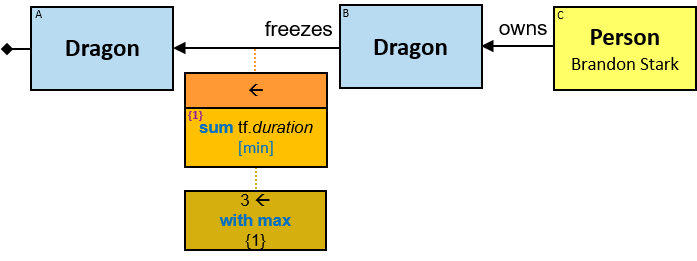 A
Dragon
freezes
B
Dragon
owns
C
Person
Brandon Stark
←
{1}
sum tf.duration
[min]
3 ←
with max
{1}